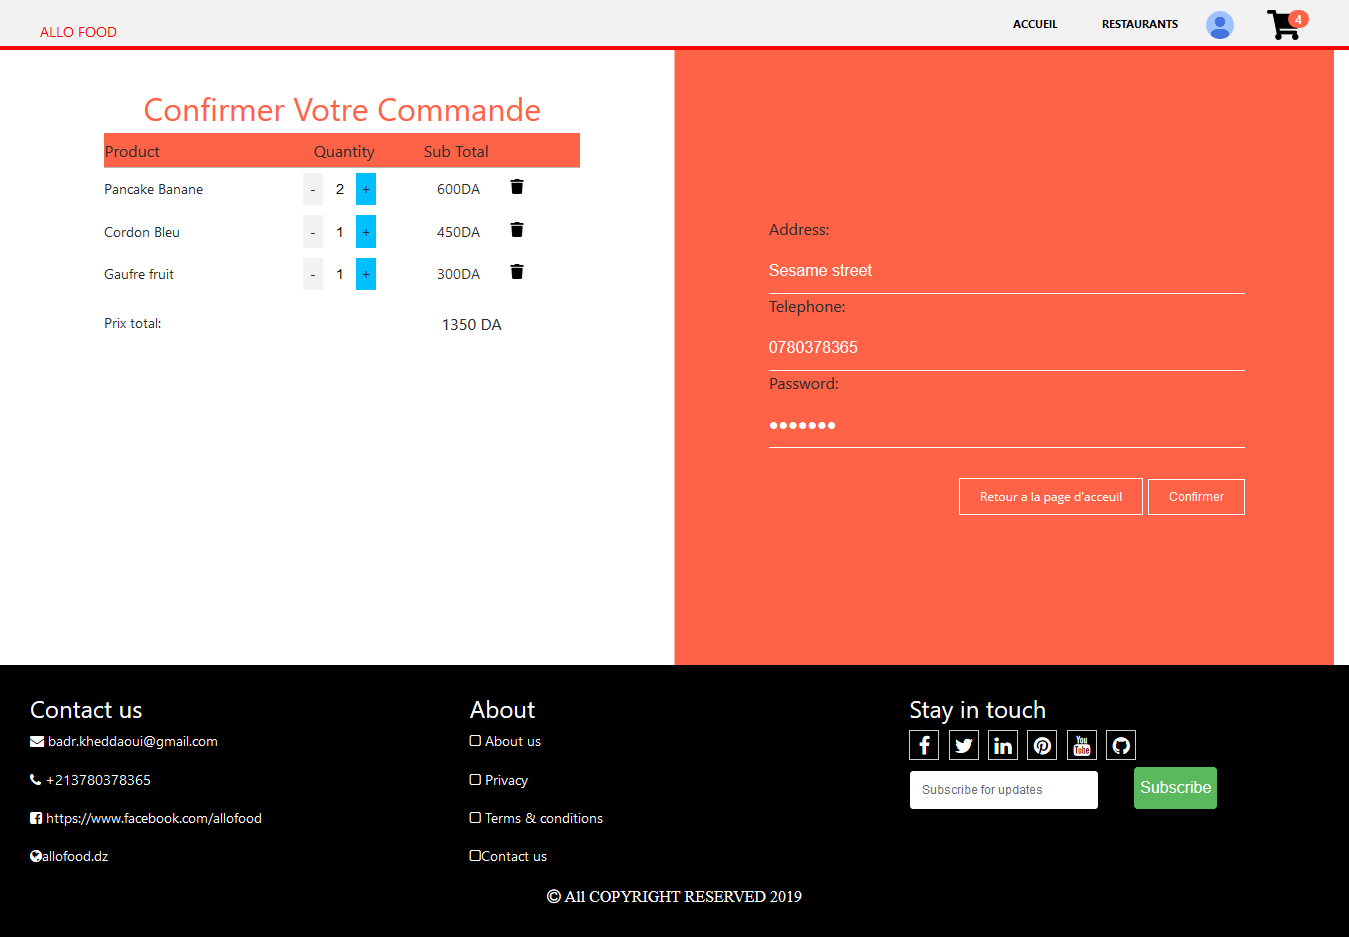 ALLO FOOD
ACCUEIL
RESTAURANTS
4
Confirmer Votre Commande
Product Quantity Sub Total
Pancake Banane - 2 + 600DA
Cordon Bleu - 1 + 450DA
Gaufre fruit - 1 + 300DA
Prix total: 1350 DA
Address:
Sesame street
Telephone:
0780378365
Password:
•••••••
Retour a la page d'acceuil
Confirmer
Contact us
badr.kheddaoui@gmail.com
+213780378365
https://www.facebook.com/allofood
allofood.dz
About
About us
Privacy
Terms & conditions
Contact us
Stay in touch
You Tube
Subscribe for updates
Subscribe
© All COPYRIGHT RESERVED 2019